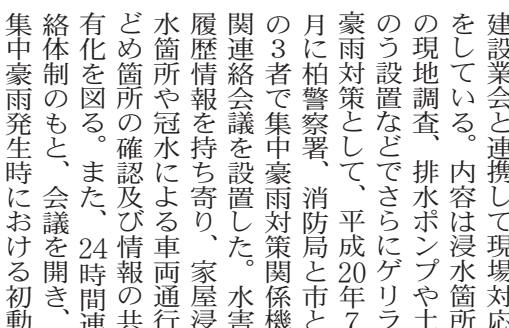 建設業会と連携して現場対応
をしている。内容は浸水箇所
の現地調査、排水ポンプや土
のう設置などでさらにゲリラ
豪雨対策として、平成20年7
月に柏警察署、消防局と市と
の3者で集中豪雨対策関係機
関連絡会議を設置した。水害
履歴情報を持ち寄り、家屋浸
水箇所や冠水による車両通行
どめ箇所の確認及び情報の共
有化を図る。また、24時間連
絡体制のもと、会議を開き、
集中豪雨発生時における初動